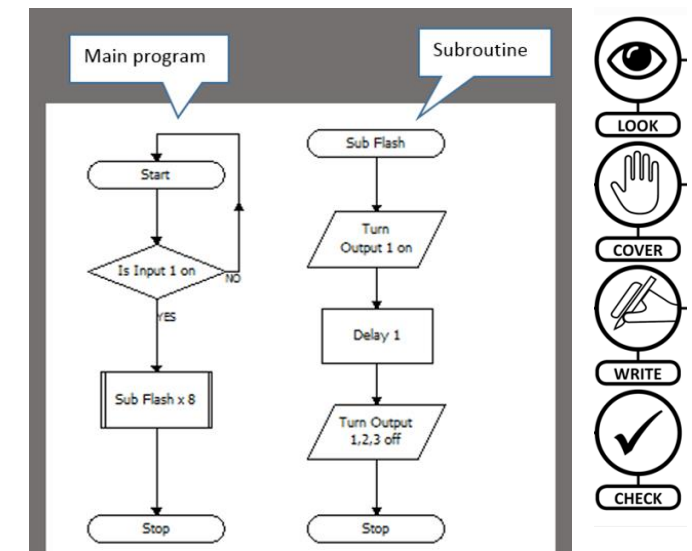 Main program
Subroutine
Start
Is Input 1 on
NO
YES
Sub Flash x 8
Stop
Sub Flash
Turn
Output 1 on
Delay 1
Turn Output
1,2,3 off
Stop
LOOK
COVER
WRITE
CHECK